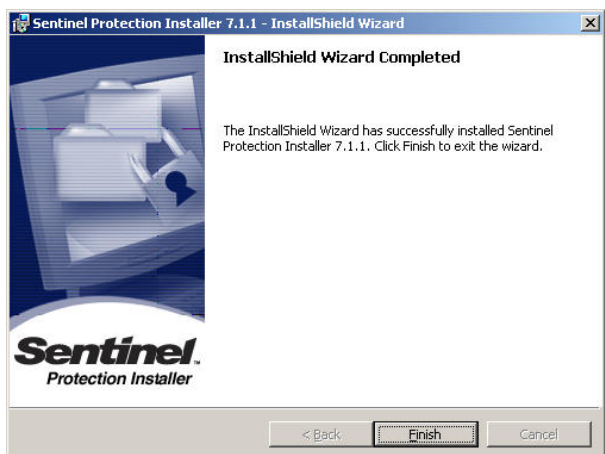 Sentinel Protection Installer 7.1.1 - InstallShield Wizard
InstallShield Wizard Completed
The InstallShield Wizard has successfully installed Sentinel
Protection Installer 7.1.1. Click Finish to exit the wizard.
Sentinel™
Protection Installer
< Back
Finish
Cancel